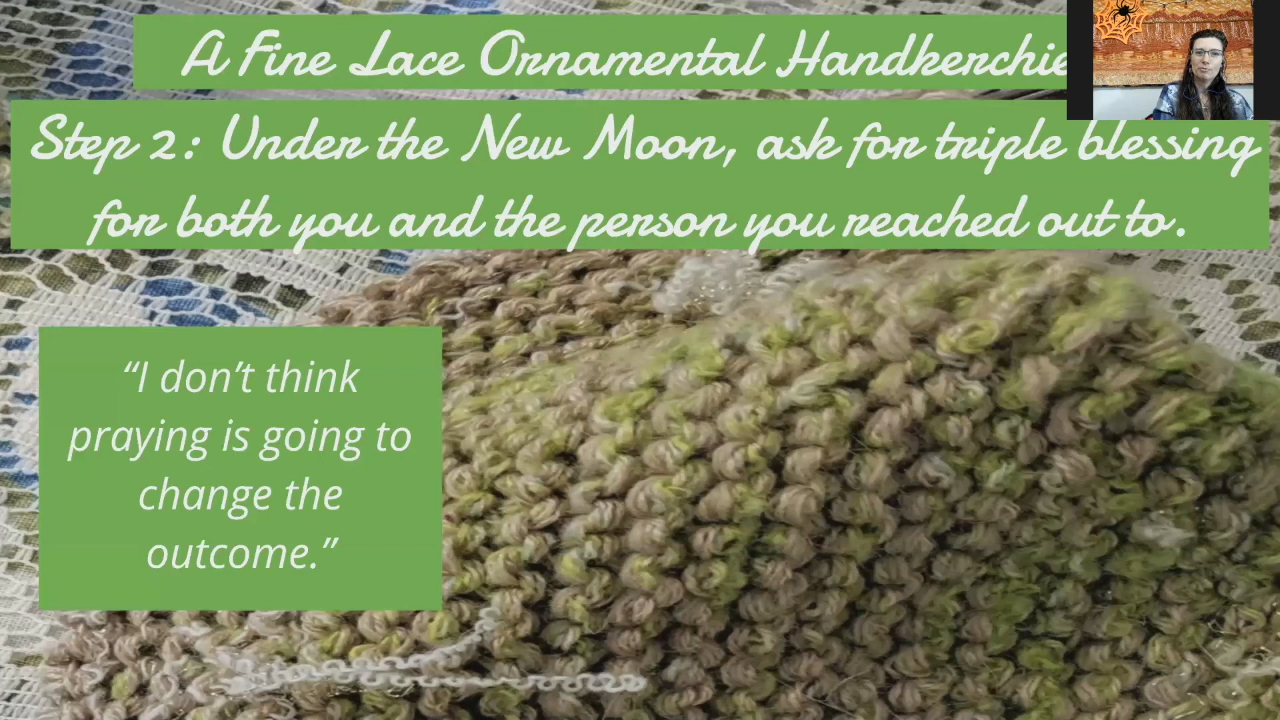 A Fine Lace Ornamental Handkerchie
Step 2: Under the New Moon, ask for triple blessing
for both you and the person you reached out to.
“I don’t think
praying is going to
change the
outcome.”